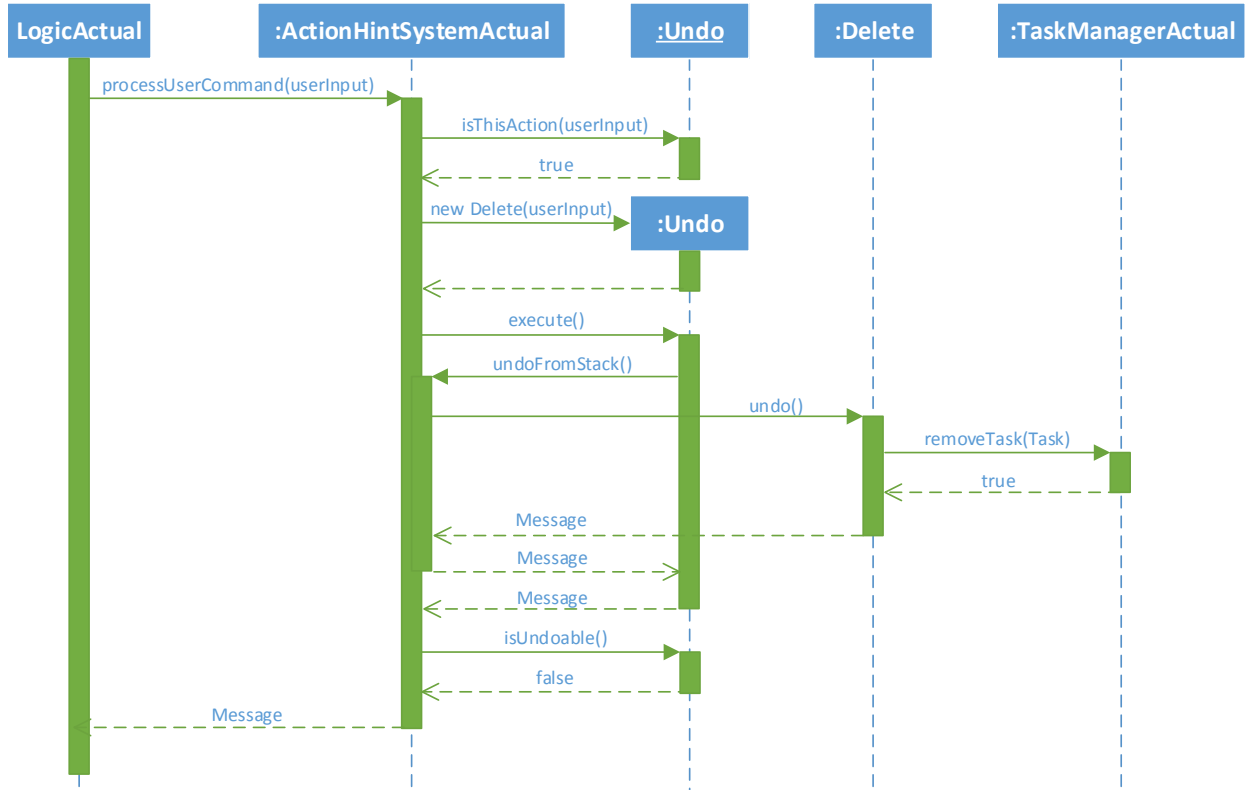 LogicActual
:ActionHintSystemActual
:Undo
:Delete
:TaskManagerActual
processUserCommand(userInput)
isThisAction(userInput)
true
new Delete(userInput)
:Undo
execute()
undoFromStack()
undo()
removeTask(Task)
true
Message
Message
Message
isUndoable()
false
Message